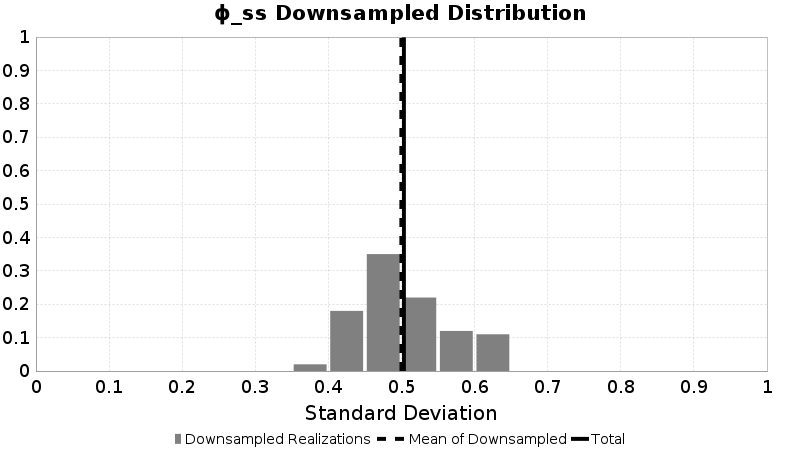 ϕ_ss Downsampled Distribution
1
0.9
0.8
0.7
0.6
0.5
0.4
0.3
0.2
0.1
0
0 0.1 0.2 0.3 0.4 0.5 0.6 0.7 0.8 0.9 1
Standard Deviation
Downsampled Realizations Mean of Downsampled Total